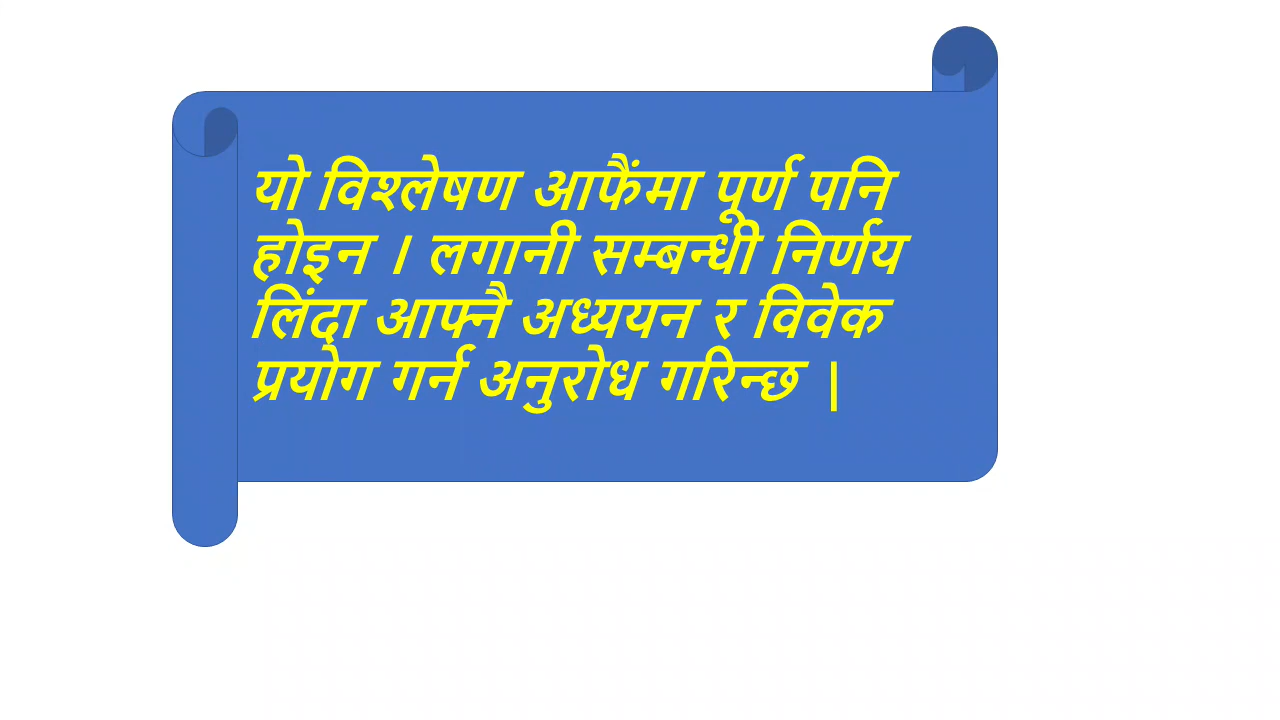 यो विश्लेषण आफैंमा पूर्ण पनि
होइन । लगानी सम्बन्धी निर्णय
लिंदा आफ्नै अध्ययन र विवेक
प्रयोग गर्न अनुरोध गरिन्छ |